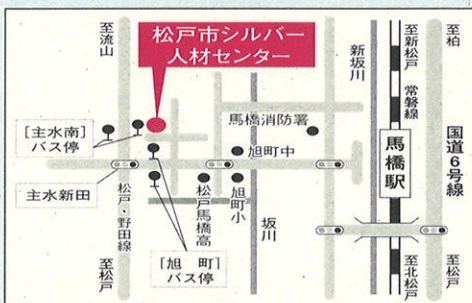 至流山
松戸市シルバー
人材センター
新坂川
至新松戸
常磐線
至柏
[主水南]
バス停
馬橋消防署
旭町中
馬橋駅
国道6号線
主水新田
松戸・野田線
松戸馬橋高
旭町小
坂川
[旭　町]
バス停
至松戸
至北松戸
至松戸